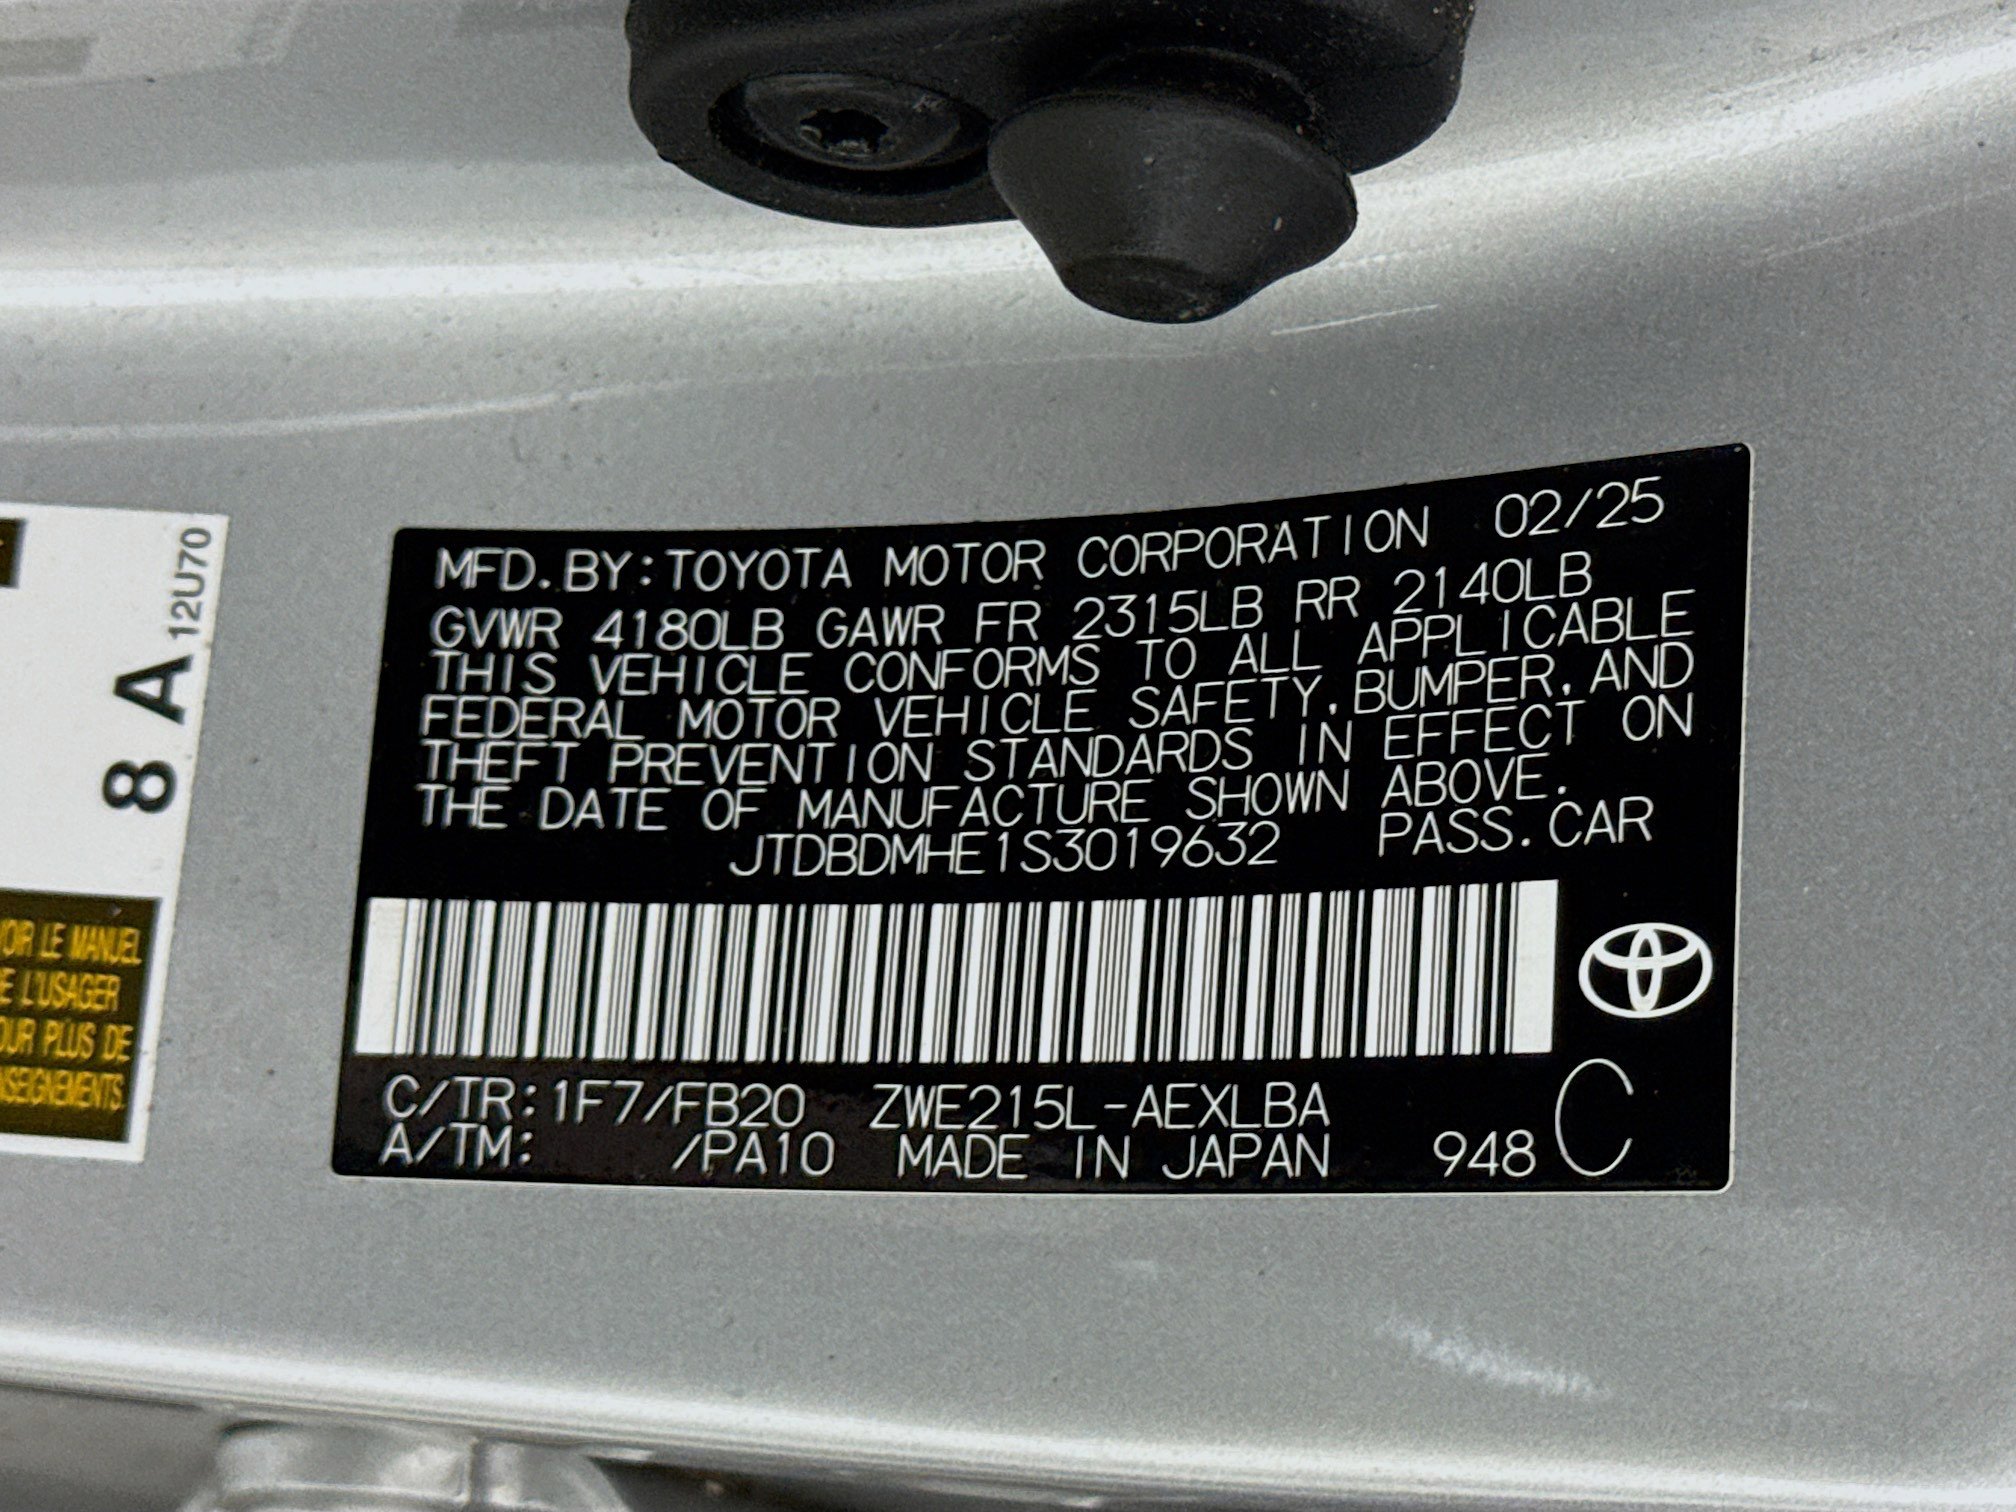 MFD.BY:TOYOTA MOTOR CORPORATION 02/25
GVWR 4180LB GAWR FR 2315LB RR 2140LB
THIS VEHICLE CONFORMS TO ALL APPLICABLE
FEDERAL MOTOR VEHICLE SAFETY,BUMPER,AND
THEFT PREVENTION STANDARDS IN EFFECT ON
THE DATE OF MANUFACTURE SHOWN ABOVE.
JTDBDMHE1S3019632 PASS.CAR
C/TR:1F7/FB20 ZWE215L-AEXLBA
A/TM: /PA10 MADE IN JAPAN 948 C
8 A 12U70
LE MANUEL
L'USAGER
PLUS DE